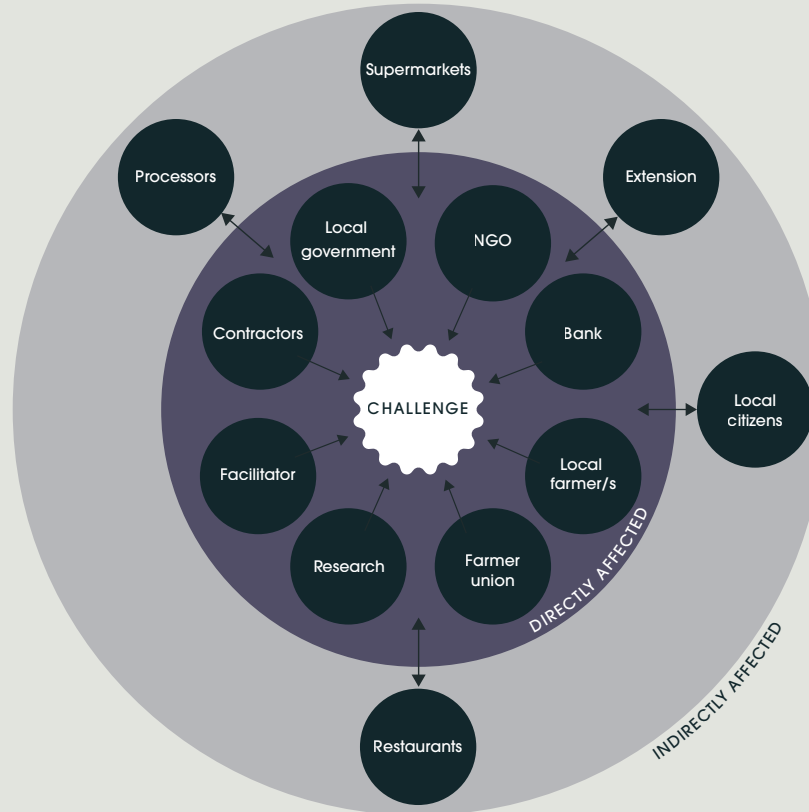 Supermarkets
Processors
Extension
Local
government
NGO
Contractors
Bank
CHALLENGE
Local
citizens
Facilitator
Local
farmer/s
Research
Farmer
union
DIRECTLY AFFECTED
INDIRECTLY AFFECTED
Restaurants